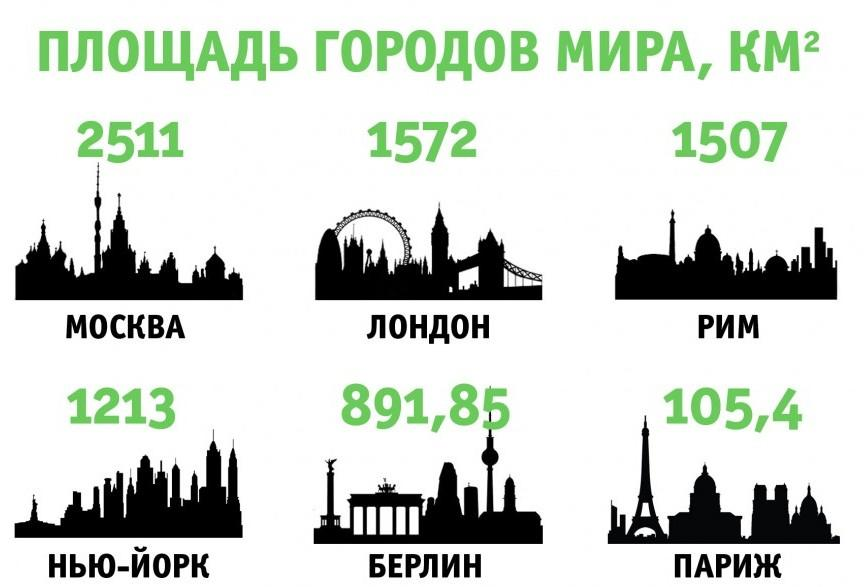 ПЛОЩАДЬ ГОРОДОВ МИРА, КМ²
2511 1572 1507
МОСКВА ЛОНДОН РИМ
1213 891,85 105,4
НЬЮ-ЙОРК БЕРЛИН ПАРИЖ